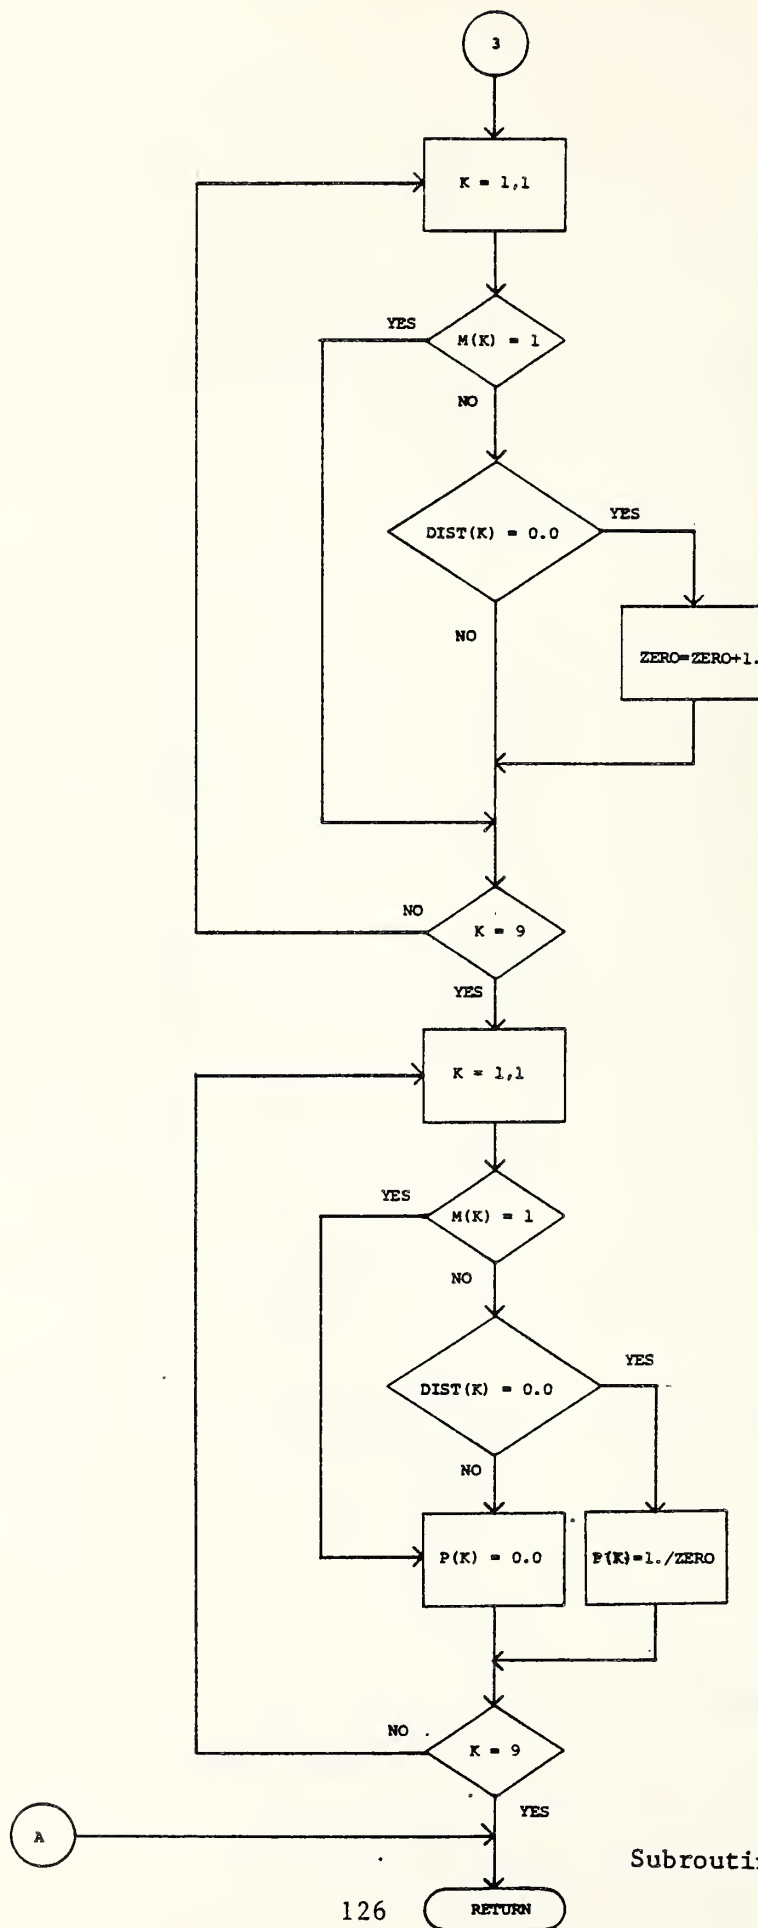 3
K = 1,1
YES
M(K) = 1
NO
DIST(K) = 0.0
YES
NO
ZERO=ZERO+1.
NO
K = 9
YES
K = 1,1
YES
M(K) = 1
NO
DIST(K) = 0.0
YES
NO
P(K) = 0.0
P(K)=1./ZERO
NO
K = 9
YES
A
RETURN
126